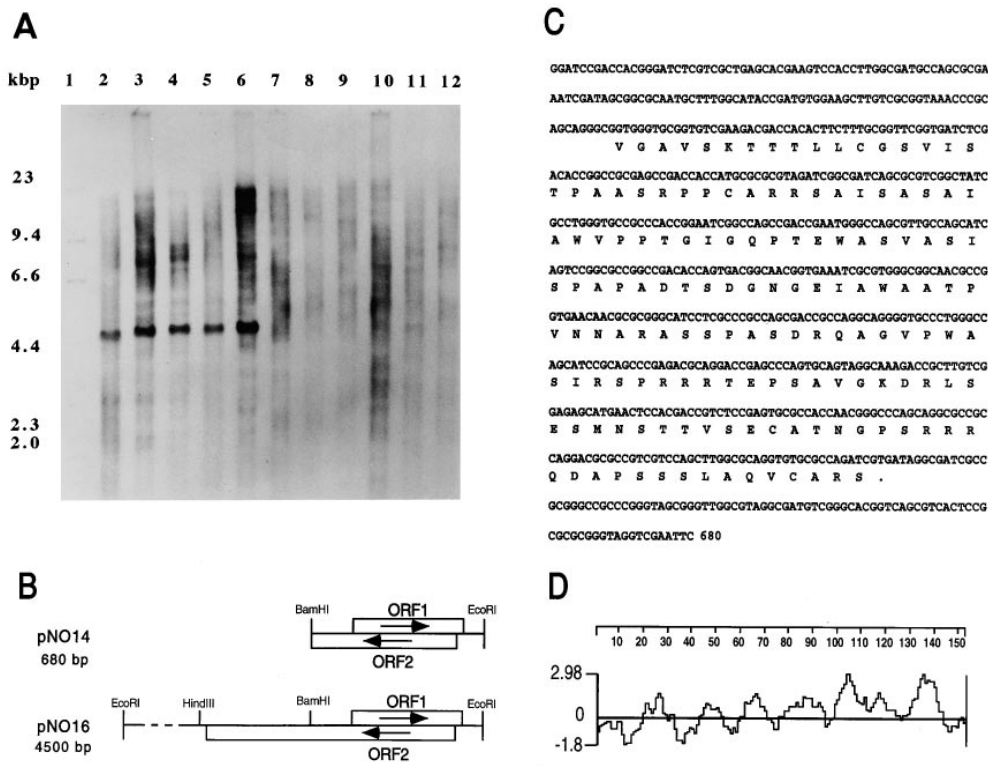 A
kbp 1 2 3 4 5 6 7 8 9 10 11 12
23
9.4
6.6
4.4
2.3
2.0
B
pNO14
680 bp
BamHI
ORF1
EcoRI
ORF2
pNO16
4500 bp
EcoRI
HindIII
BamHI
ORF1
EcoRI
ORF2
C
GGATCCGACCACGGGATCTCGTCGCTGAGCACGAAGTCCACCTTGGCGATGCCAGCGCGA
AATCGATAGCGGCGCAATGCTTTGGCATACCGATGTGGAAGCTTGTCGCGGTAAACCCGC
AGCAGGGCGGTGGGTGCGGTGTCGAAGACGACCACACTTCTTTGCGGTTCGGTGATCTCG
V G A V S K T T T L L C G S V I S
ACACCGGCCGCGAGCCGACCACCATGCGCGCGTAGATCGGCGATCAGCGCGTCGGCTATC
T P A A S R P P C A R R S A I S A S A I
GCCTGGGTGCCGCCCACCGGAATCGGCCAGCCGACCGAATGGGCCAGCGTTGCCAGCATC
A W V P P T G I G Q P T E W A S V A S I
AGTCCGGCGCCGGCCGACACCAGTGACGGCAACGGTGAAATCGCGTGGGCGGCAACGCCG
S P A P A D T S D G N G E I A W A A T P
GTGAACAACGCGCGGGCATCCTCGCCCGCCAGCGACCGCCAGGCAGGGGTGCCCTGGGCC
V N N A R A S S P A S D R Q A G V P W A
AGCATCCGCAGCCCGAGACGCAGGACCGAGCCCAGTGCAGTAGGCAAAGACCGCTTGTCG
S I R S P R R R T E P S A V G K D R L S
GAGAGCATGAACTCCACGACCGTCTCCGAGTGCGCCACCAACGGGCCCAGCAGGCGCCGC
E S M N S T T V S E C A T N G P S R R R
CAGGACGCGCCGTCGTCCAGCTTGGCGCAGGTGTGCGCCAGATCGTGATAGGCGATCGCC
Q D A P S S S L A Q V C A R S .
GCGGGCCGCCCGGGTAGCGGGTTGGCGTAGGCGATGTCGGGCACGGTCAGCGTCACTCCG
CGCGCGGGTAGGTCGAATTC 680
D
10 20 30 40 50 60 70 80 90 100 110 120 130 140 150
2.98
0
-1.8